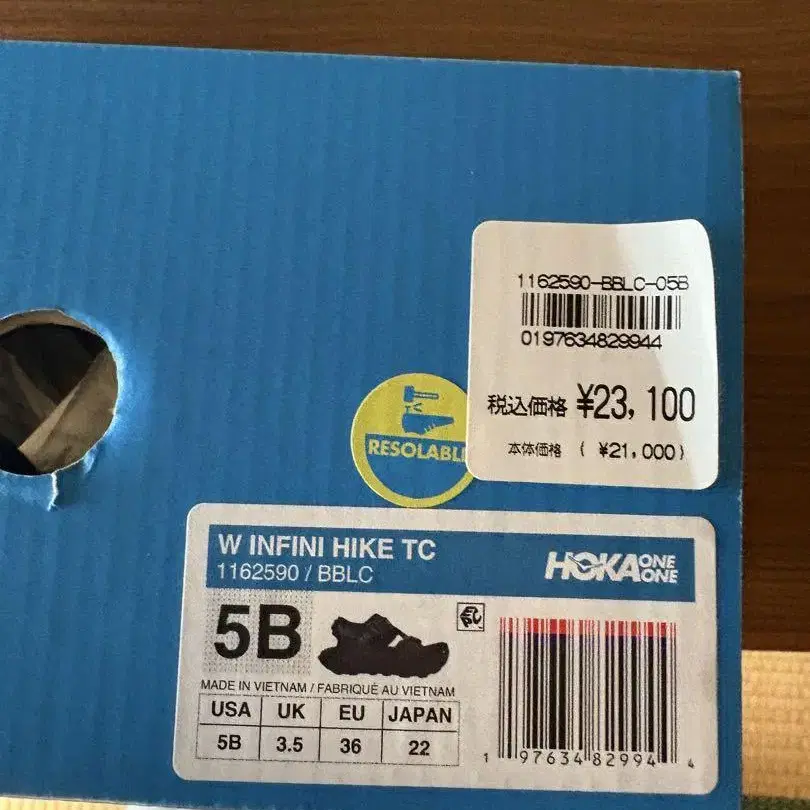 1162590-BBLC-05B
0197634829944
税込価格 ¥23,100
本体価格 ( ¥21,000)
RESOLABL
W INFINI HIKE TC
1162590 / BBLC
HOKA ONE ONE
5B
MADE IN VIETNAM / FABRIQUÉ AU VIETNAM
USA UK EU JAPAN
5B 3.5 36 22
1 97634 82994 4